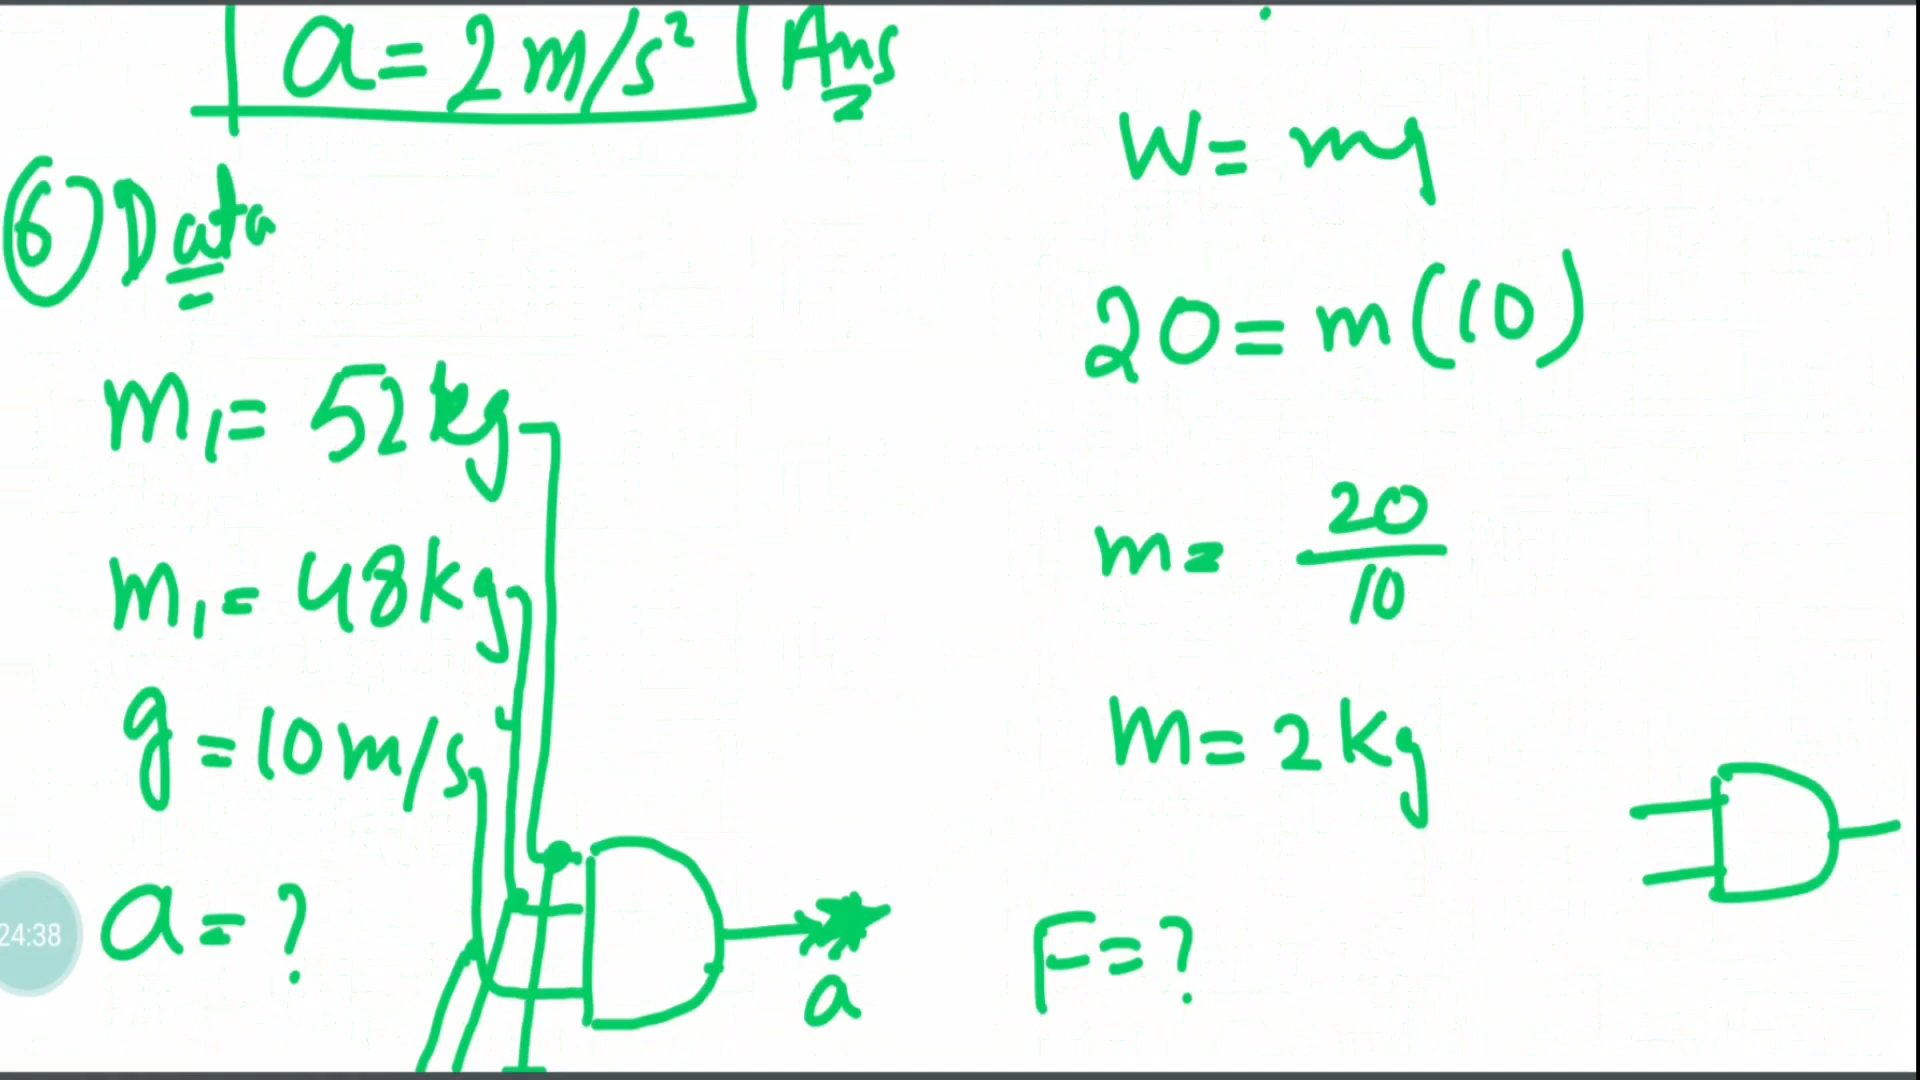 a = 2 m/s² Ans
⑥ Data
m₁ = 52 kg
m₁ = 48 kg
g = 10 m/s²
a = ?
24:38
a
W = mg
20 = m(10)
m = 20/10
m = 2 kg
F = ?